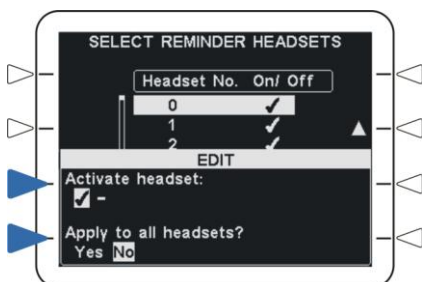 SELECT REMINDER HEADSETS
Headset No. On/ Off
0 ✓
1 ✓
2 ✓
EDIT
Activate headset:
✓ -
Apply to all headsets?
Yes No